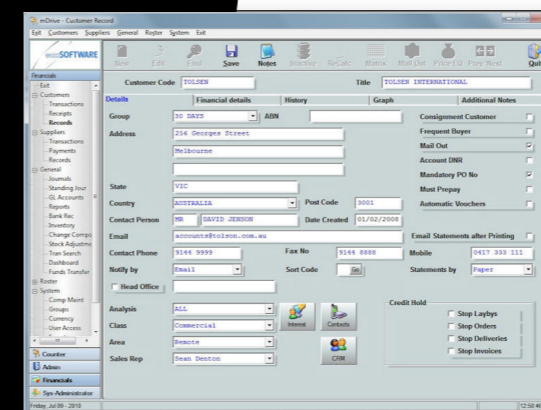 mDrive - Customer Record
Exit Customers Suppliers General Roster System Exit
SOFTWARE
New Edit Find Save Notes Inactive ReCalc Matrix Mail Out Price EQ Prev Next Quit
Financials
Exit
Customers
Transactions
Receipts
Records
Suppliers
Transactions
Payments
Records
General
Journals
Standing Jour
GL Accounts
Reports
Bank Rec
Inventory
Change Compo
Stock Adjustme
Tran Search
Dashboard
Funds Transfer
Roster
System
Comp Maint
Groups
Currency
User Access
Counter
Admin
Financials
Sys-Administrator
Customer Code TOLSEN Title TOLSEN INTERNATIONAL
Details Financial details History Graph Additional Notes
Group 30 DAYS ABN Consignment Customer
Frequent Buyer
Address 256 Georges Street
Mail Out
Melbourne
Account DNR
Mandatory PO No
State VIC Must Prepay
Country AUSTRALIA Post Code 3001 Automatic Vouchers
Contact Person MR DAVID JENSON Date Created 01/02/2008
Email accounts@tolson.com.au Email Statements after Printing
Contact Phone 9144 9999 Fax No 9144 8888 Mobile 0417 333 111
Notify by Email Sort Code Go Statements by Paper
Head Office
Analysis ALL
Class Commercial
Area Remote
Sales Rep Sean Denton
Internet Contacts
CRM
Credit Hold
Stop Laybys
Stop Orders
Stop Deliveries
Stop Invoices
Friday, Jul 09 - 2010 12:50:46